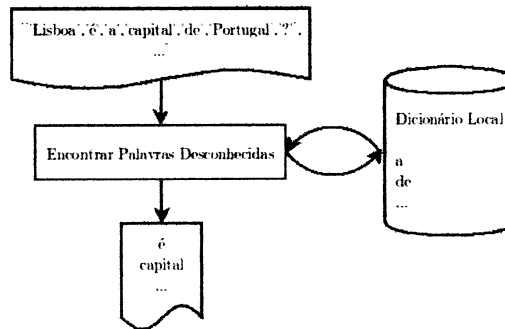 "Lisboa','é','a','capital','de','Portugal','?',
...
Encontrar Palavras Desconhecidas
Dicionário Local
a
de
...
é
capital
...